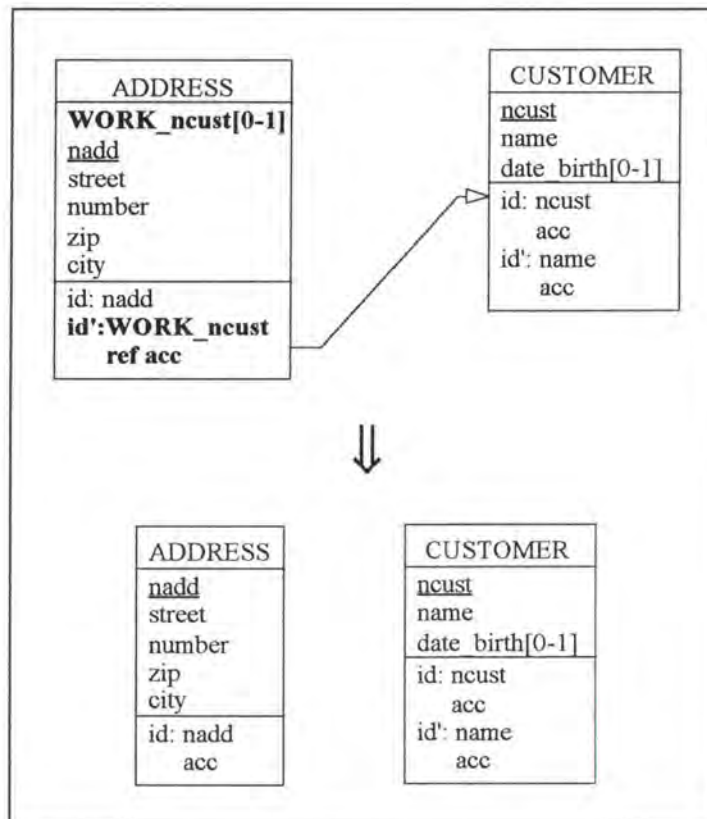 ADDRESS
WORK_ncust[0-1]
nadd
street
number
zip
city
id: nadd
id':WORK_ncust
ref acc
CUSTOMER
ncust
name
date_birth[0-1]
id: ncust
acc
id': name
acc
⇓
ADDRESS
nadd
street
number
zip
city
id: nadd
acc
CUSTOMER
ncust
name
date_birth[0-1]
id: ncust
acc
id': name
acc